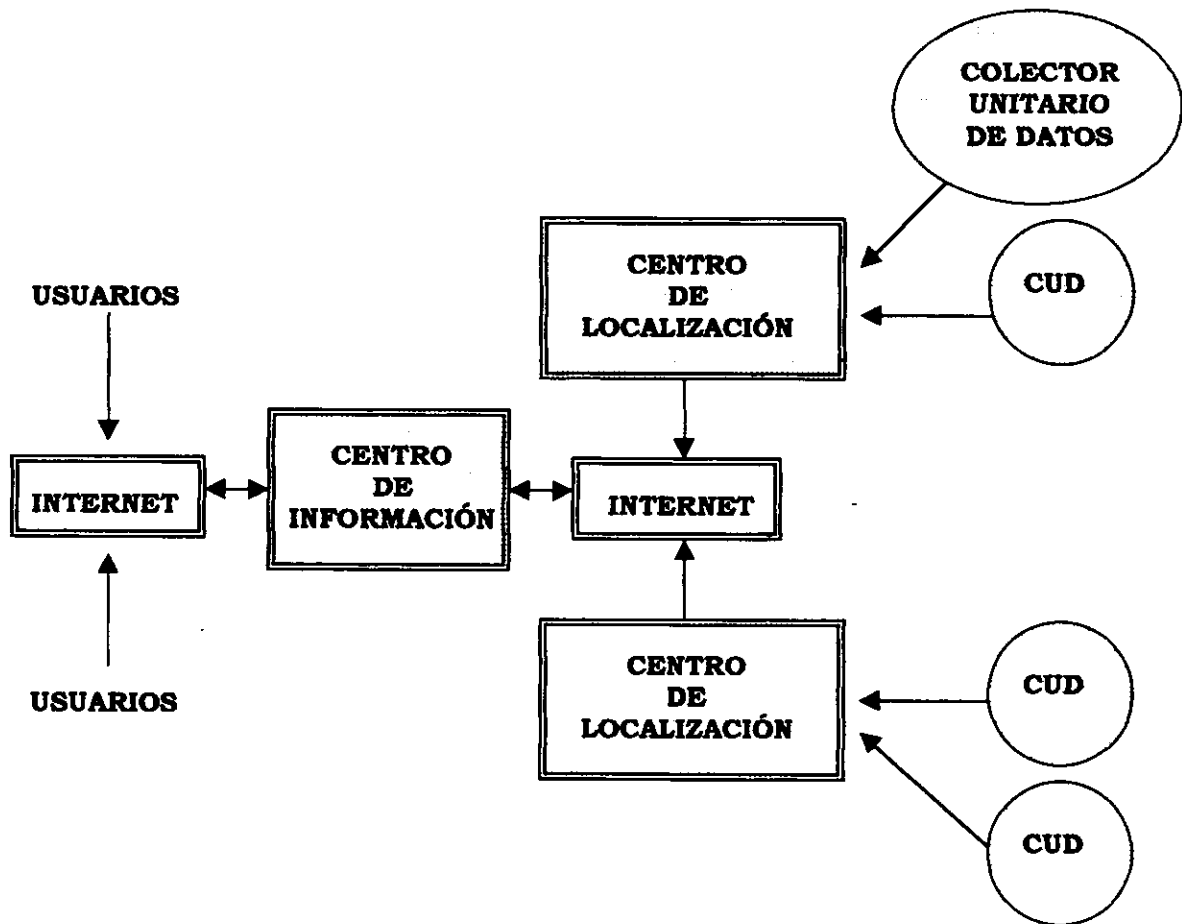 COLECTOR
UNITARIO
DE DATOS
CENTRO
DE
LOCALIZACIÓN
CUD
USUARIOS
INTERNET
CENTRO
DE
INFORMACIÓN
INTERNET
USUARIOS
CENTRO
DE
LOCALIZACIÓN
CUD
CUD